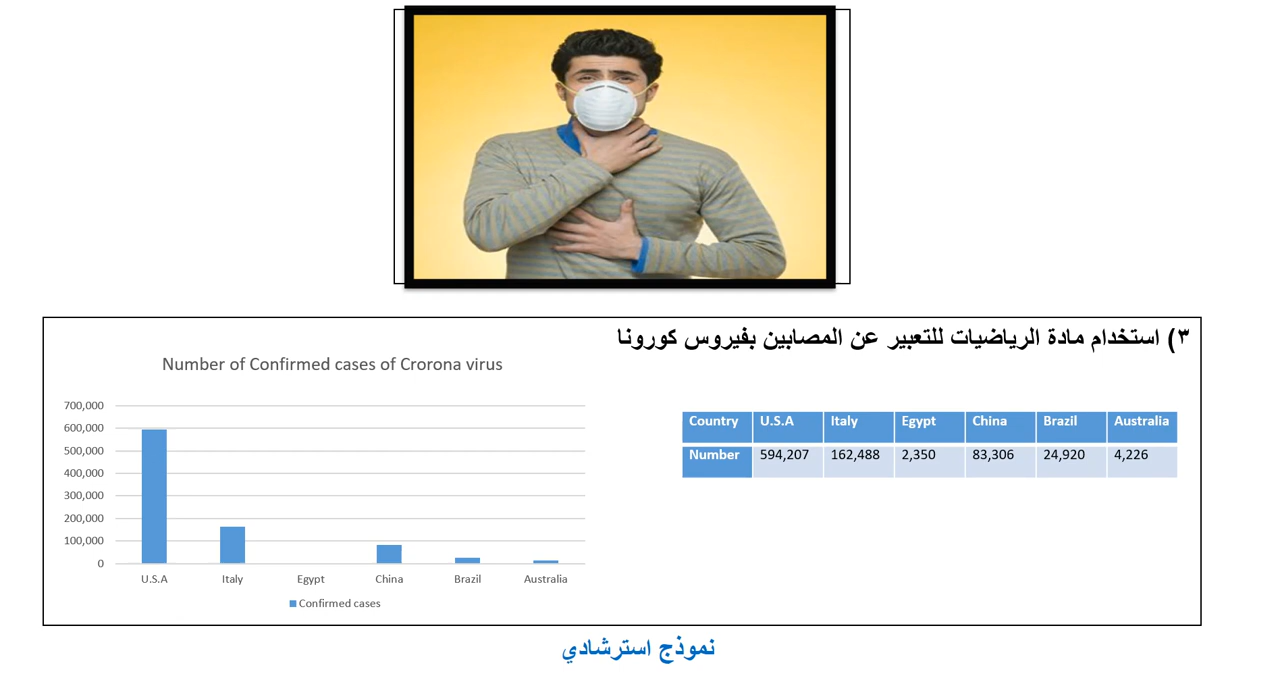 ٣) استخدام مادة الرياضيات للتعبير عن المصابين بفيروس كورونا
Number of Confirmed cases of Crorona virus
700,000
600,000
500,000
400,000
300,000
200,000
100,000
0
U.S.A Italy Egypt China Brazil Australia
Confirmed cases
Country U.S.A Italy Egypt China Brazil Australia
Number 594,207 162,488 2,350 83,306 24,920 4,226
نموذج استرشادي